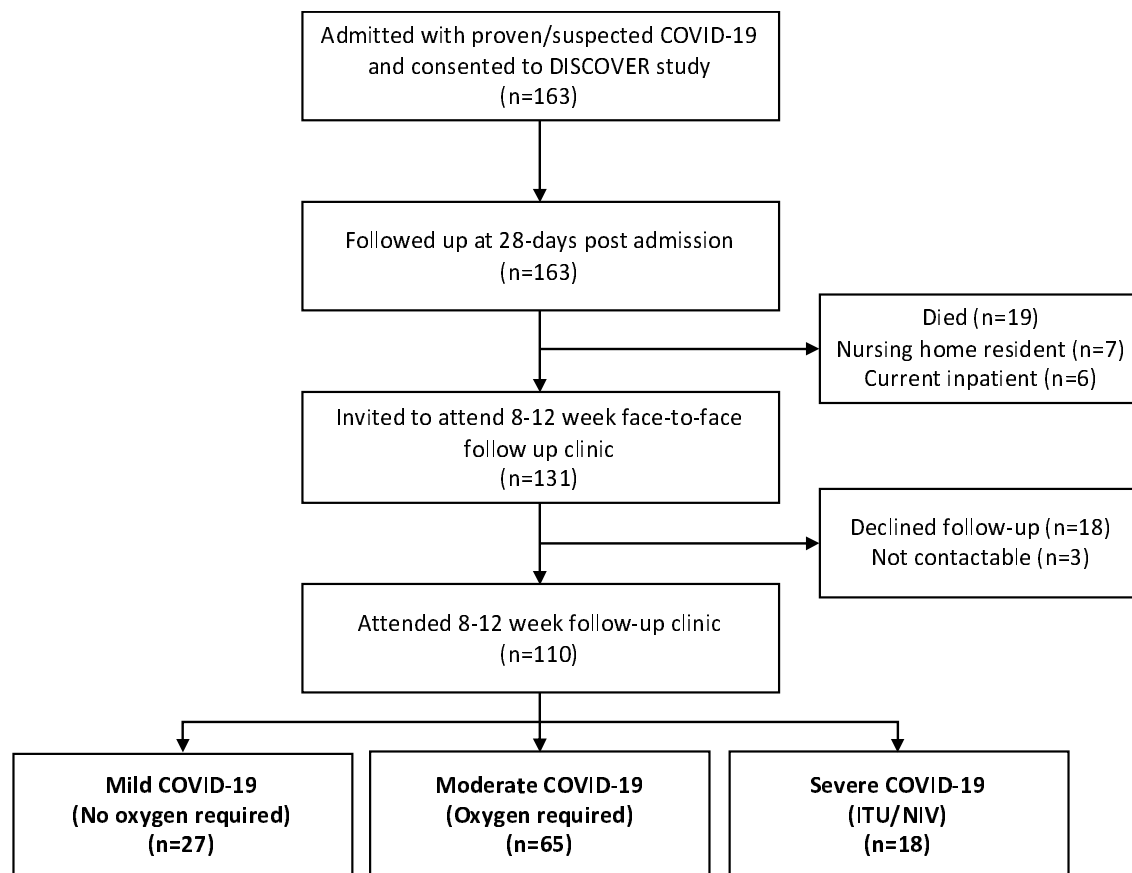 Admitted with proven/suspected COVID-19
and consented to DISCOVER study
(n=163)
Followed up at 28-days post admission
(n=163)
Died (n=19)
Nursing home resident (n=7)
Current inpatient (n=6)
Invited to attend 8-12 week face-to-face
follow up clinic
(n=131)
Declined follow-up (n=18)
Not contactable (n=3)
Attended 8-12 week follow-up clinic
(n=110)
Mild COVID-19
(No oxygen required)
(n=27)
Moderate COVID-19
(Oxygen required)
(n=65)
Severe COVID-19
(ITU/NIV)
(n=18)